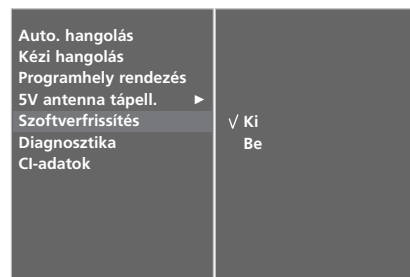 Auto. hangolás
Kézi hangolás
Programhely rendezés
5V antenna tápell. ►
Szoftverfrissítés
Diagnosztika
CI-adatok
√ Ki
Be